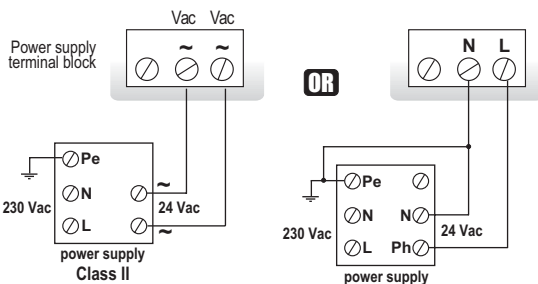 Vac Vac
Power supply
terminal block
~ ~
Pe
N
L
230 Vac
~
24 Vac
~
power supply
Class II
OR
N L
Pe
N N
L Ph
230 Vac
24 Vac
power supply